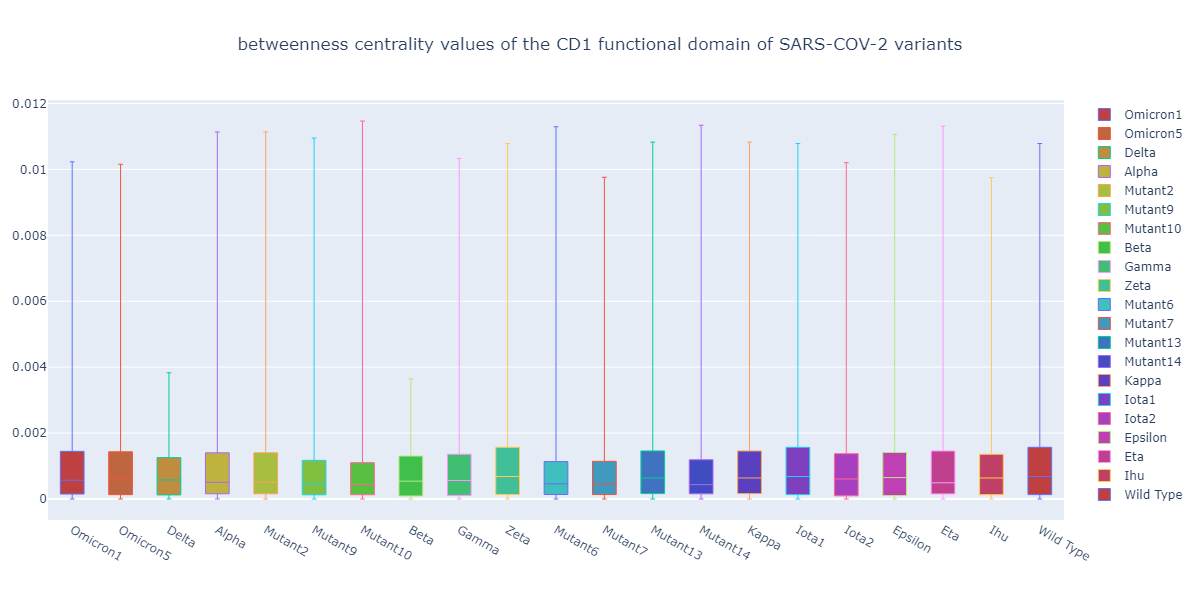 betweenness centrality values of the CD1 functional domain of SARS-COV-2 variants
0.012
0.01
0.008
0.006
0.004
0.002
0
Omicron1
Omicron5
Delta
Alpha
Mutant2
Mutant9
Mutant10
Beta
Gamma
Zeta
Mutant6
Mutant7
Mutant13
Mutant14
Kappa
Iota1
Iota2
Epsilon
Eta
Ihu
Wild Type
Omicron1
Omicron5
Delta
Alpha
Mutant2
Mutant9
Mutant10
Beta
Gamma
Zeta
Mutant6
Mutant7
Mutant13
Mutant14
Kappa
Iota1
Iota2
Epsilon
Eta
Ihu
Wild Type